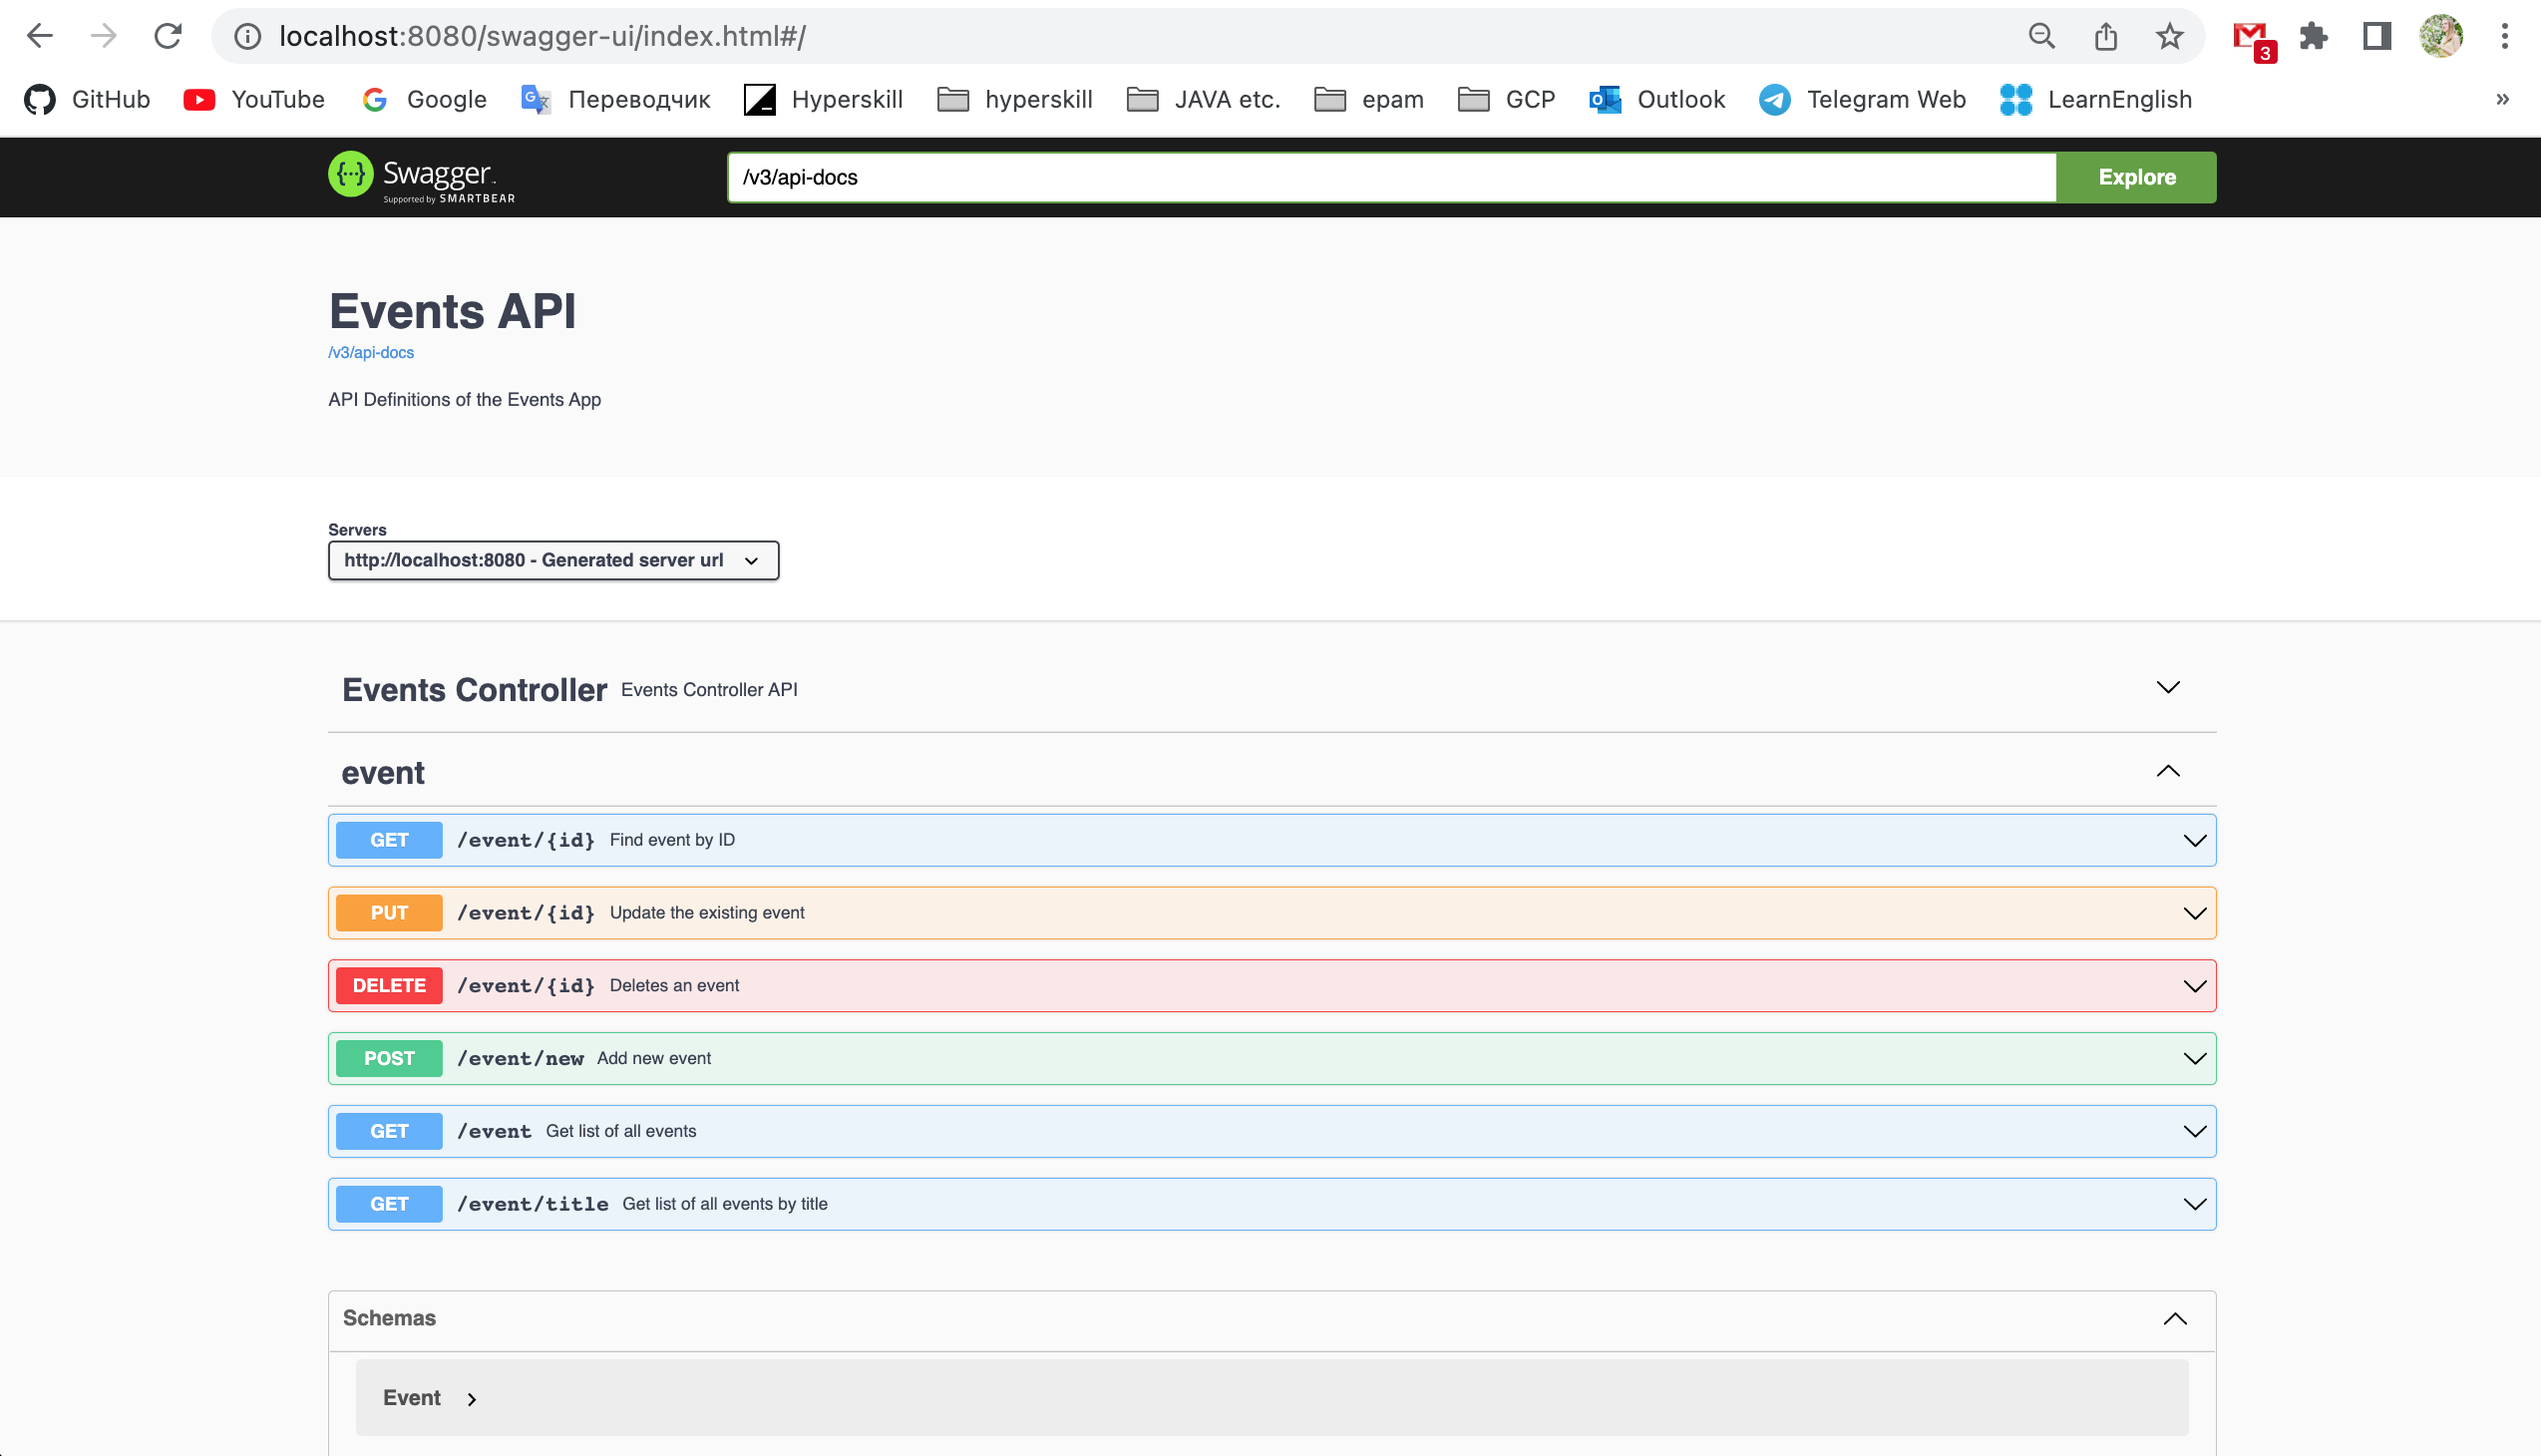 localhost:8080/swagger-ui/index.html#/
3
GitHub YouTube Google Переводчик Hyperskill hyperskill JAVA etc. epam GCP Outlook Telegram Web LearnEnglish »
Swagger
Supported by SMARTBEAR
/v3/api-docs
Explore
Events API
/v3/api-docs
API Definitions of the Events App
Servers
http://localhost:8080 - Generated server url
Events Controller Events Controller API
event
GET /event/{id} Find event by ID
PUT /event/{id} Update the existing event
DELETE /event/{id} Deletes an event
POST /event/new Add new event
GET /event Get list of all events
GET /event/title Get list of all events by title
Schemas
Event